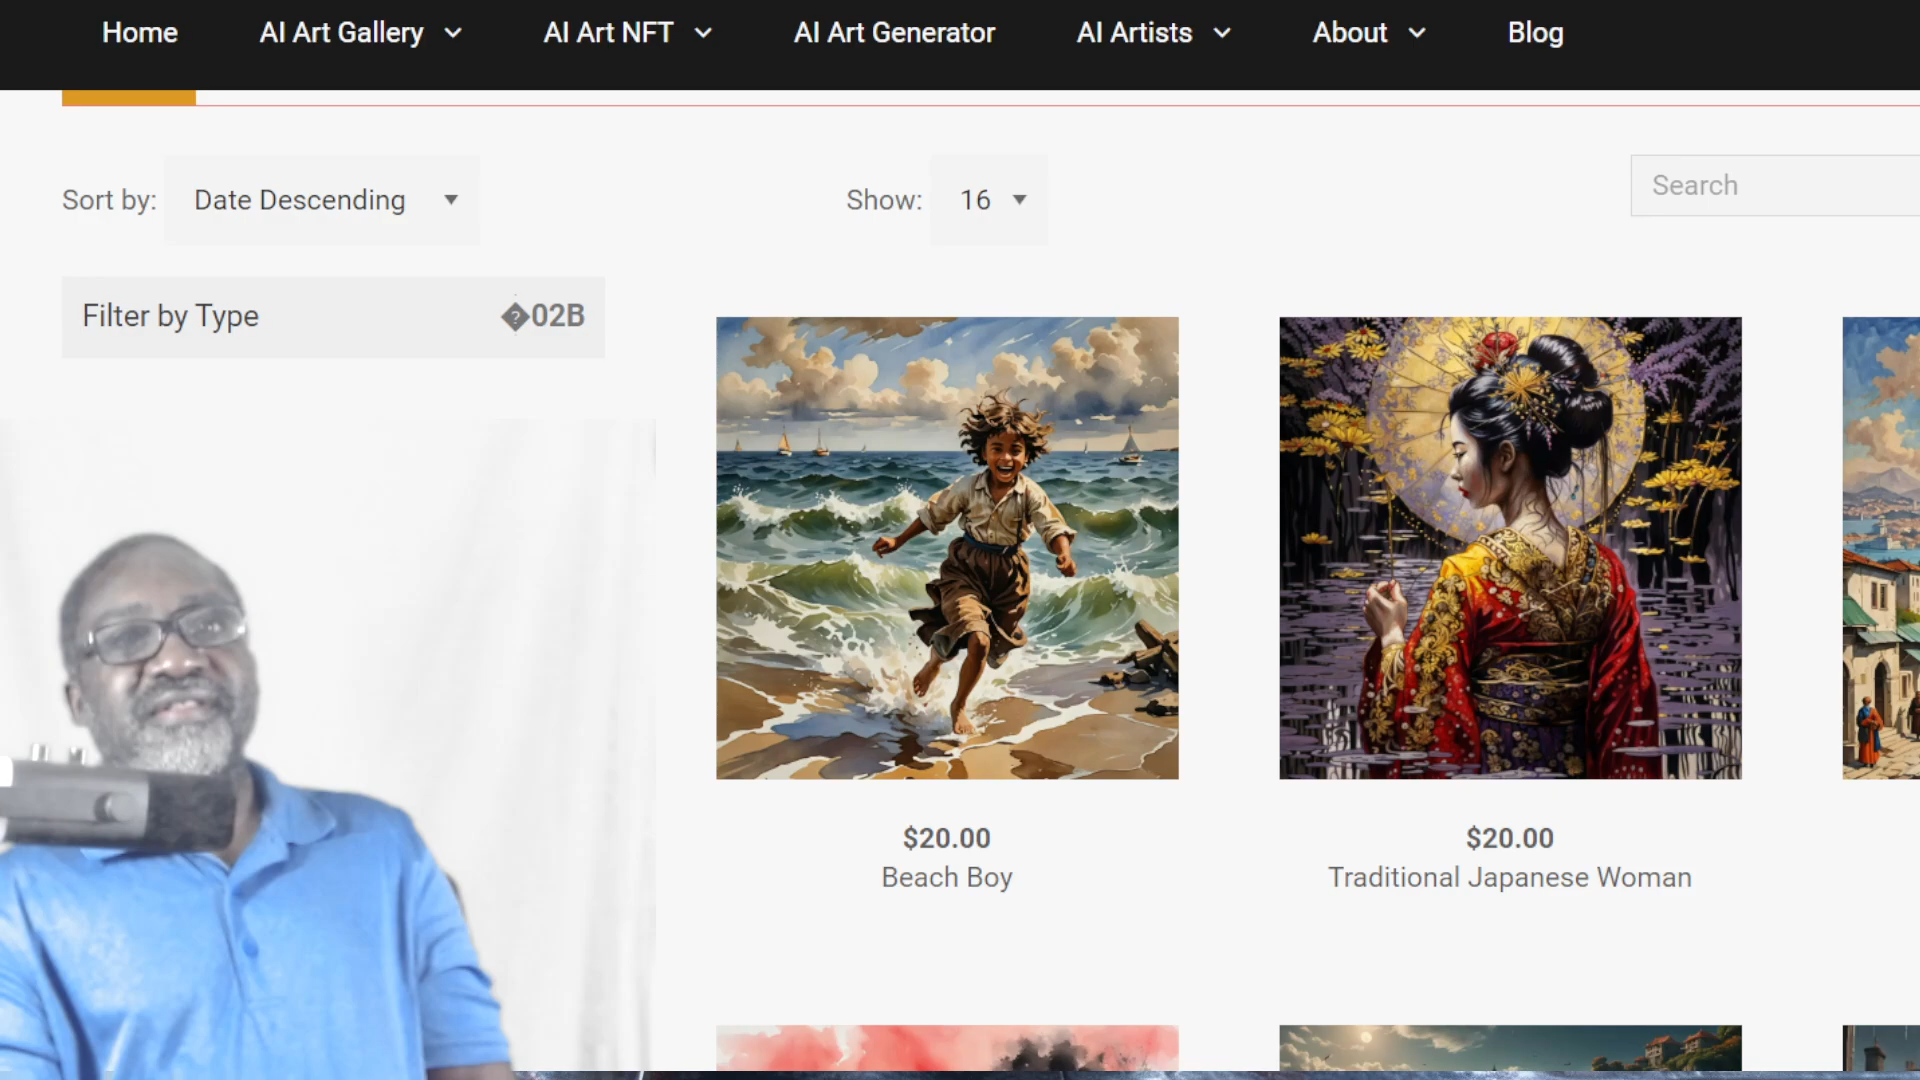 Home AI Art Gallery AI Art NFT AI Art Generator AI Artists About Blog
Sort by: Date Descending Show: 16 Search
Filter by Type �02B
$20.00 $20.00
Beach Boy Traditional Japanese Woman